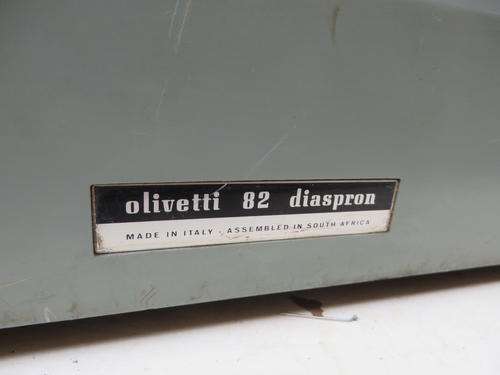 olivetti 82 diaspron
MADE IN ITALY · ASSEMBLED IN SOUTH AFRICA